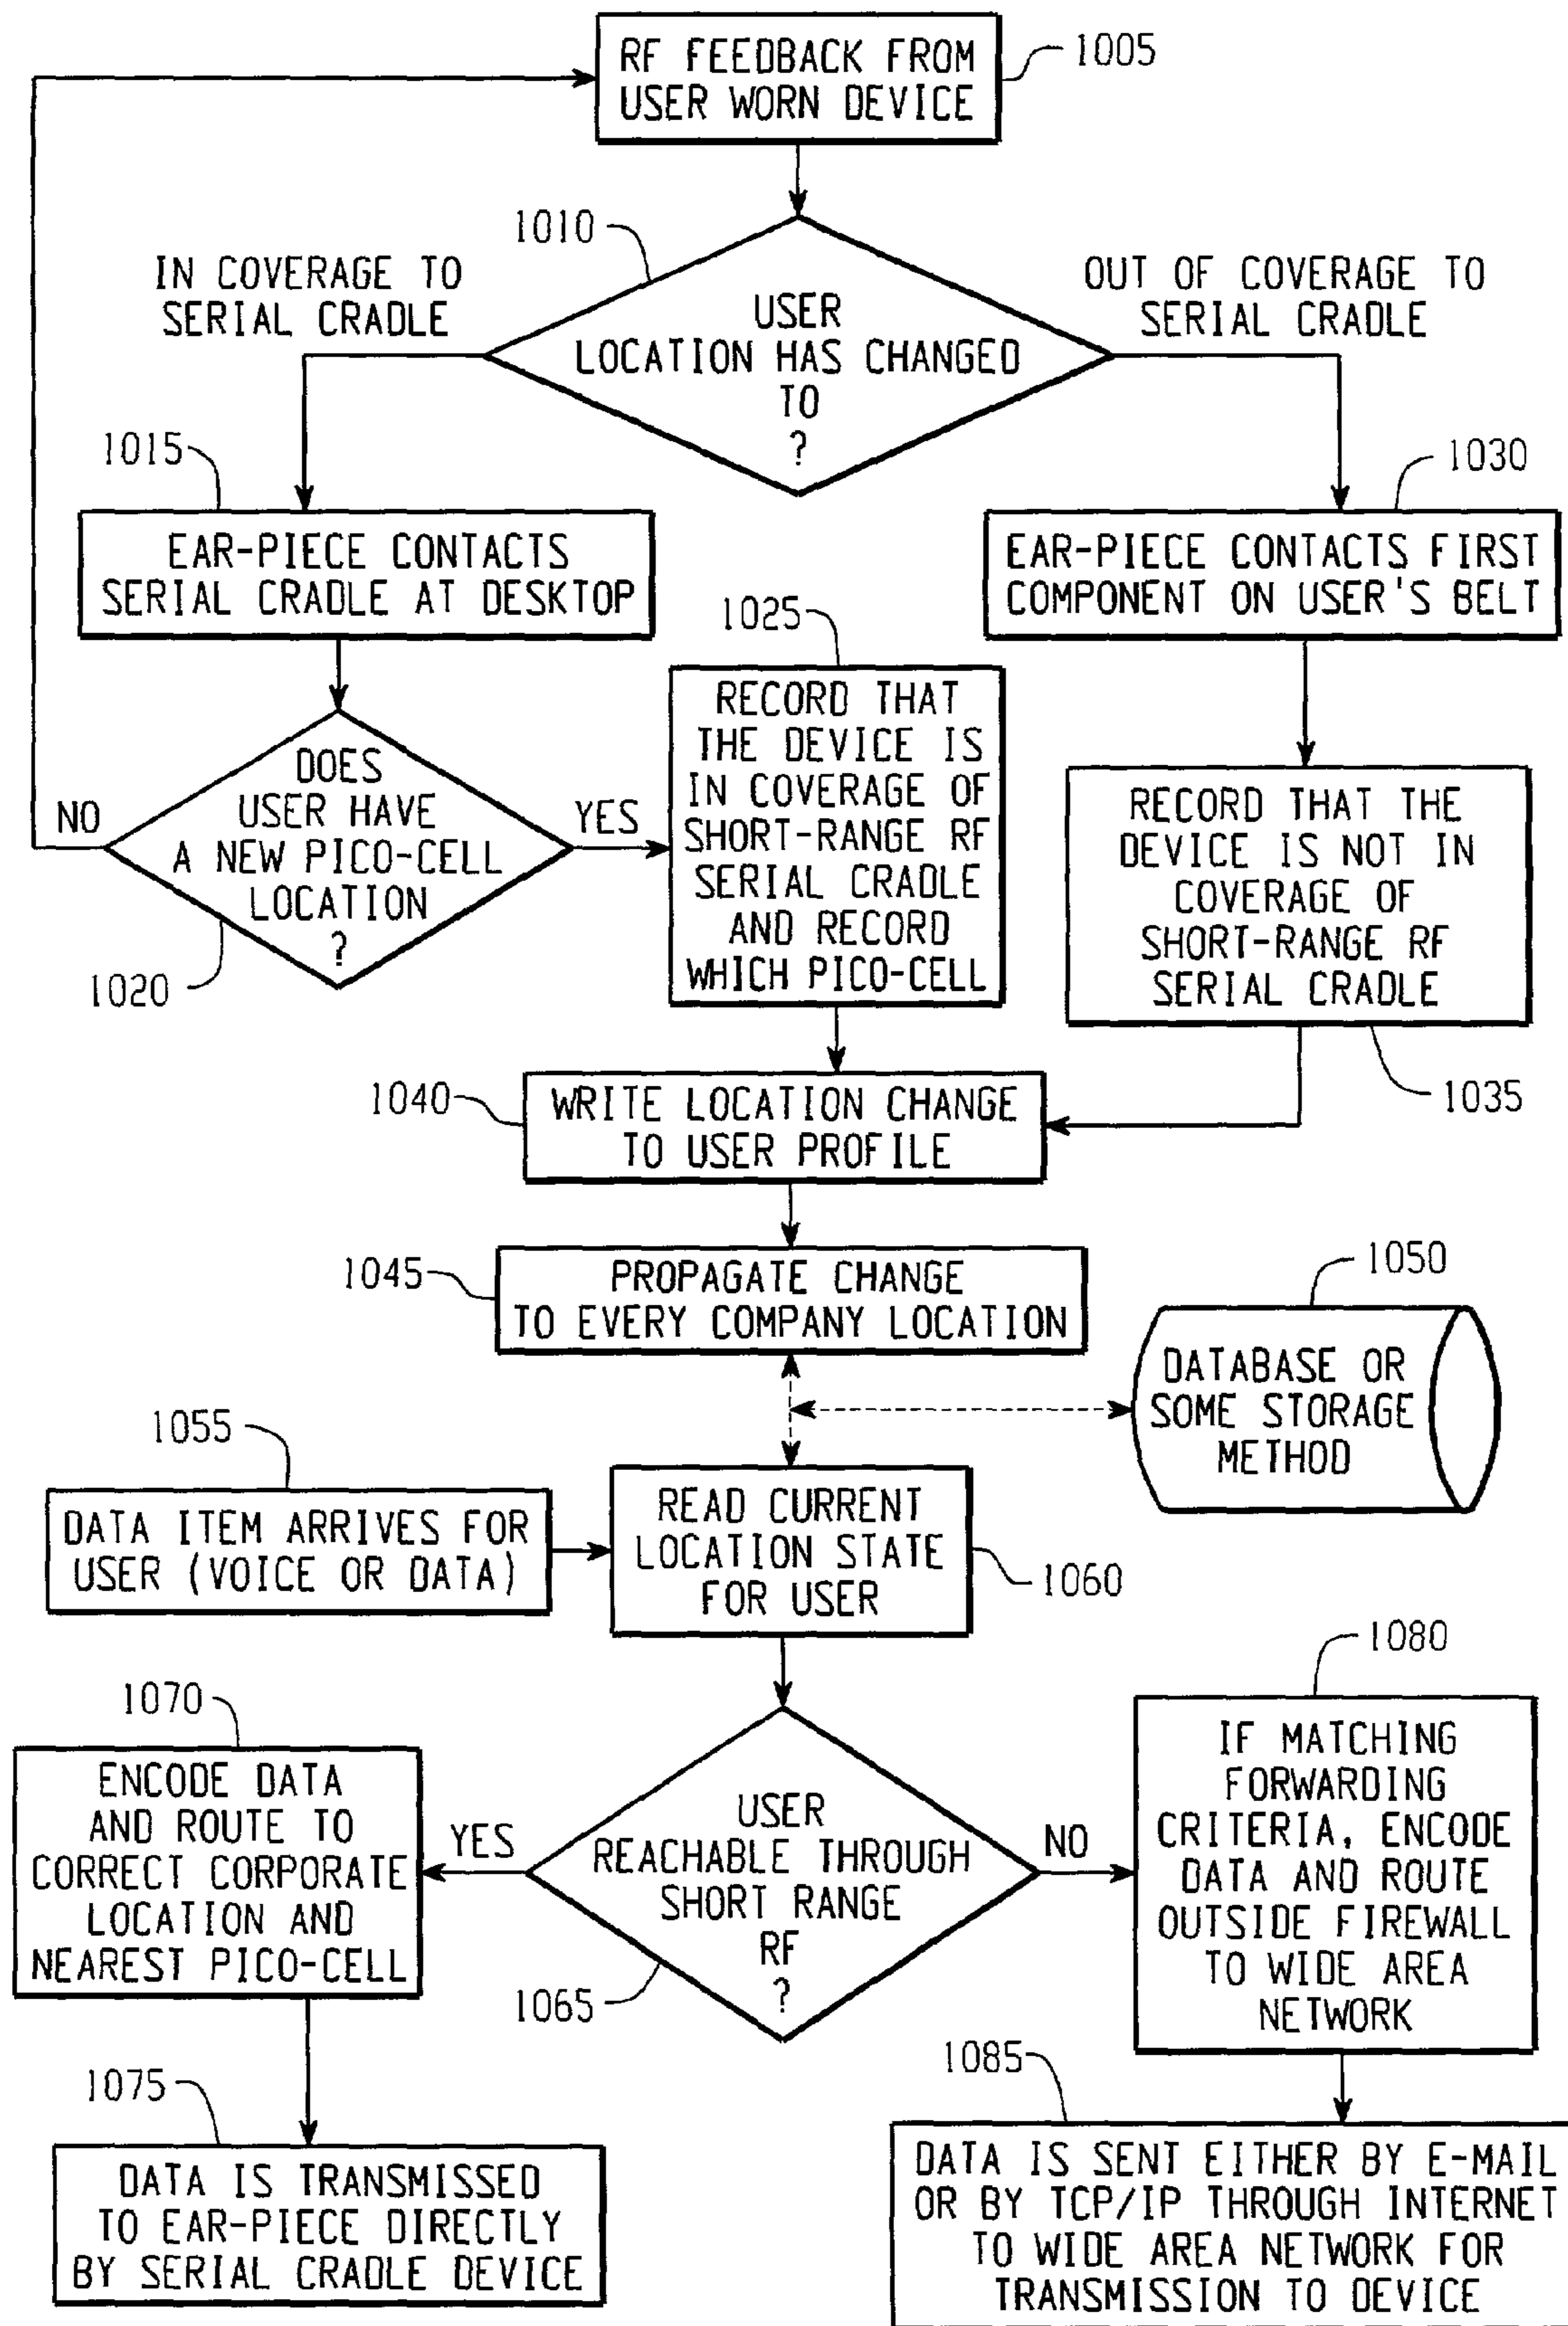 RF FEEDBACK FROM
USER WORN DEVICE
1005
1010
IN COVERAGE TO
SERIAL CRADLE
OUT OF COVERAGE TO
SERIAL CRADLE
USER
LOCATION HAS CHANGED
TO
?
1015
1030
EAR-PIECE CONTACTS
SERIAL CRADLE AT DESKTOP
EAR-PIECE CONTACTS FIRST
COMPONENT ON USER'S BELT
1025
RECORD THAT
THE DEVICE IS
IN COVERAGE OF
SHORT-RANGE RF
SERIAL CRADLE
AND RECORD
WHICH PICO-CELL
DOES
USER HAVE
A NEW PICO-CELL
LOCATION
?
NO
YES
1020
RECORD THAT THE
DEVICE IS NOT IN
COVERAGE OF
SHORT-RANGE RF
SERIAL CRADLE
1035
1040
WRITE LOCATION CHANGE
TO USER PROFILE
1045
PROPAGATE CHANGE
TO EVERY COMPANY LOCATION
1050
DATABASE OR
SOME STORAGE
METHOD
1055
DATA ITEM ARRIVES FOR
USER (VOICE OR DATA)
READ CURRENT
LOCATION STATE
FOR USER
1060
1070
ENCODE DATA
AND ROUTE TO
CORRECT CORPORATE
LOCATION AND
NEAREST PICO-CELL
YES
USER
REACHABLE THROUGH
SHORT RANGE
RF
?
NO
1065
1080
IF MATCHING
FORWARDING
CRITERIA, ENCODE
DATA AND ROUTE
OUTSIDE FIREWALL
TO WIDE AREA
NETWORK
1075
DATA IS TRANSMISSED
TO EAR-PIECE DIRECTLY
BY SERIAL CRADLE DEVICE
1085
DATA IS SENT EITHER BY E-MAIL
OR BY TCP/IP THROUGH INTERNET
TO WIDE AREA NETWORK FOR
TRANSMISSION TO DEVICE